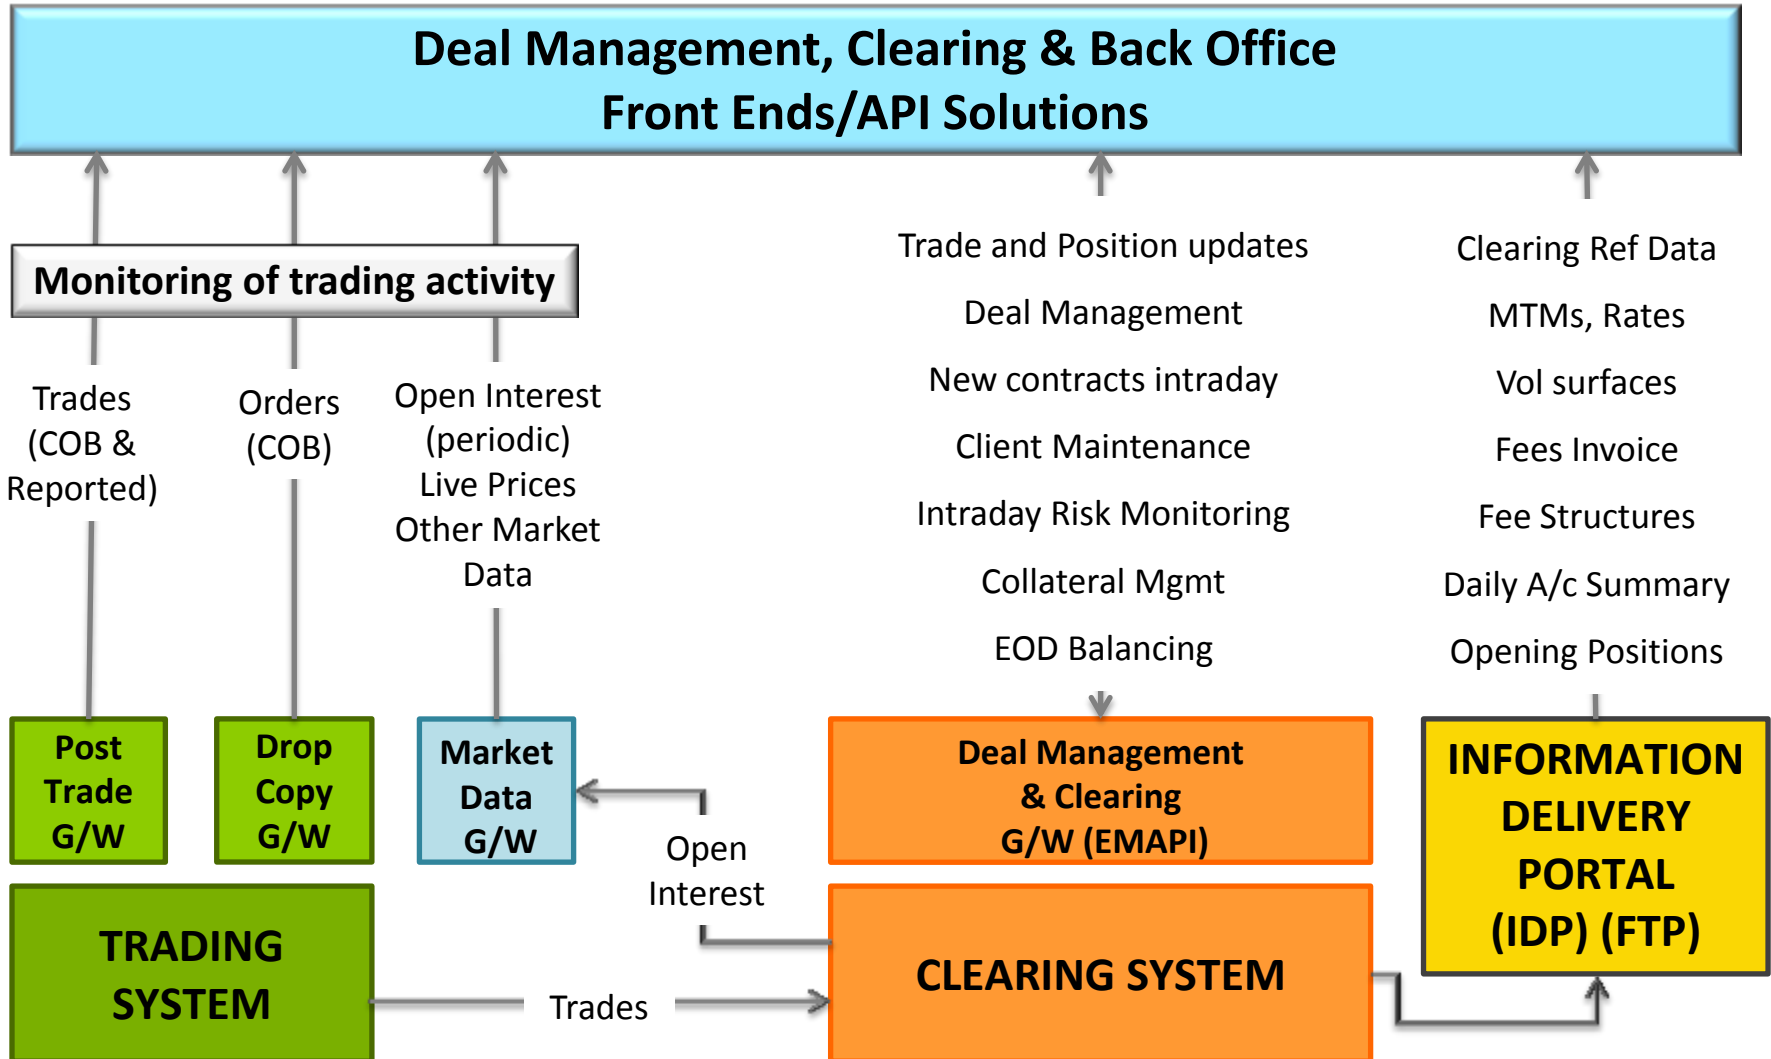 Deal Management, Clearing & Back Office
Front Ends/API Solutions
Monitoring of trading activity
Trades
(COB &
Reported)
Orders
(COB)
Open Interest
(periodic)
Live Prices
Other Market
Data
Trade and Position updates
Deal Management
New contracts intraday
Client Maintenance
Intraday Risk Monitoring
Collateral Mgmt
EOD Balancing
Clearing Ref Data
MTMs, Rates
Vol surfaces
Fees Invoice
Fee Structures
Daily A/c Summary
Opening Positions
Post
Trade
G/W
Drop
Copy
G/W
Market
Data
G/W
Open
Interest
Deal Management
& Clearing
G/W (EMAPI)
INFORMATION
DELIVERY
PORTAL
(IDP) (FTP)
TRADING
SYSTEM
Trades
CLEARING SYSTEM